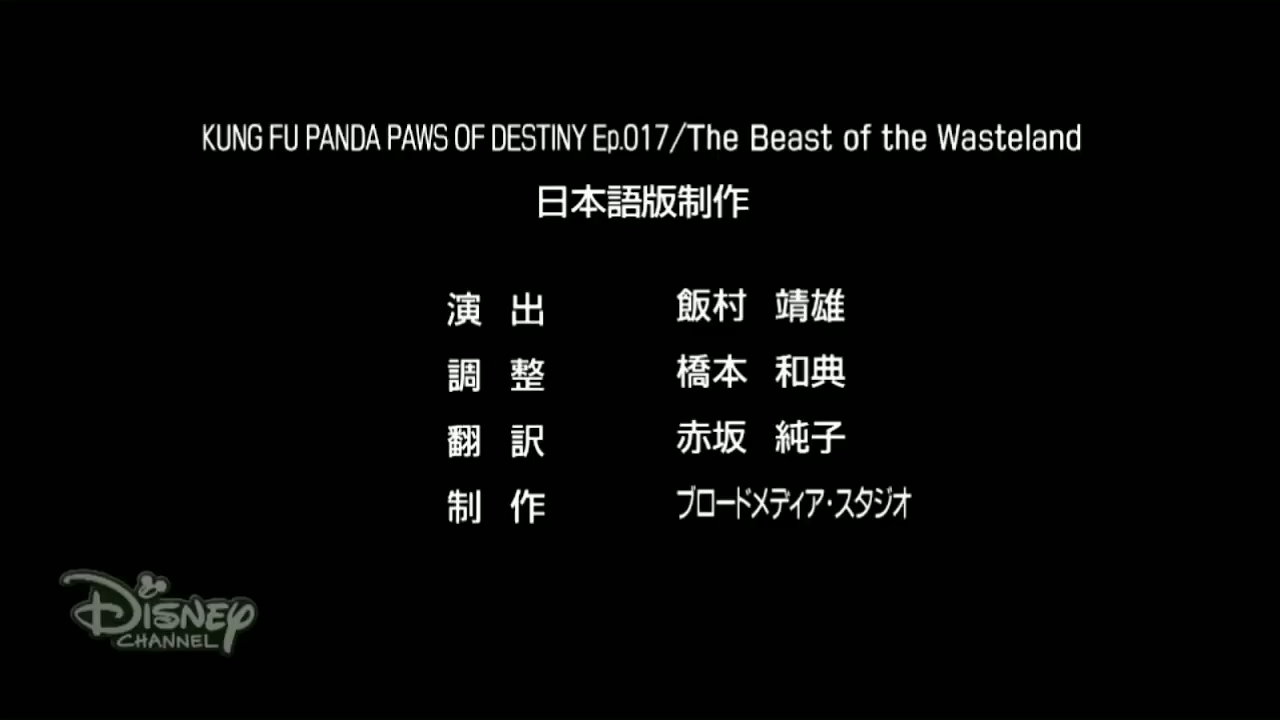 KUNG FU PANDA PAWS OF DESTINY Ep.017/The Beast of the Wasteland
日本語版制作
演出 飯村 靖雄
調整 橋本 和典
翻訳 赤坂 純子
制作 ブロードメディア・スタジオ
DISNEY
CHANNEL